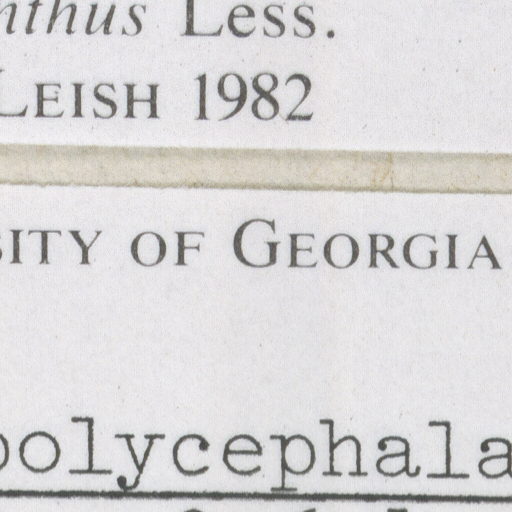 nthus Less.
LEISH 1982
SITY OF GEORGIA
polycephala